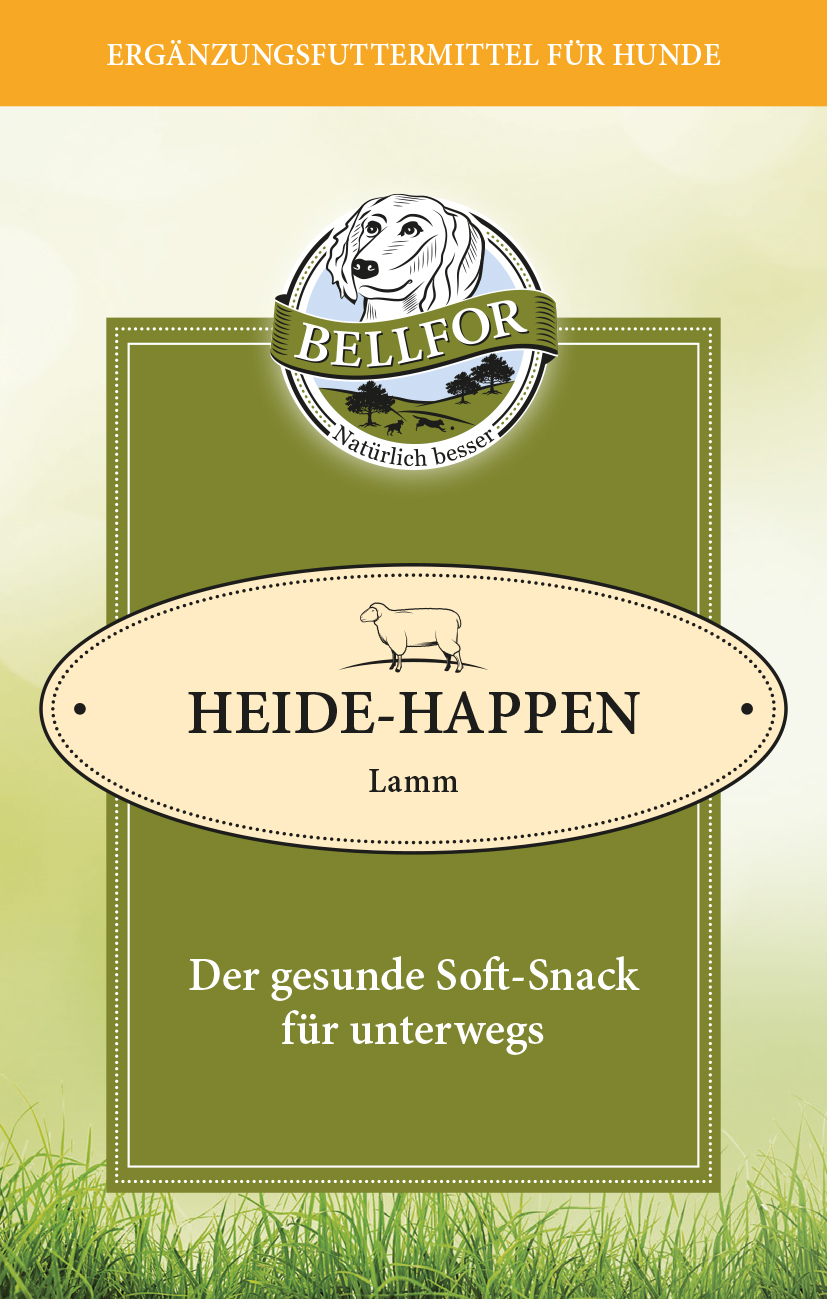 ERGÄNZUNGSFUTTERMITTEL FÜR HUNDE
BELLFOR
Natürlich besser
HEIDE-HAPPEN
Lamm
Der gesunde Soft-Snack
für unterwegs